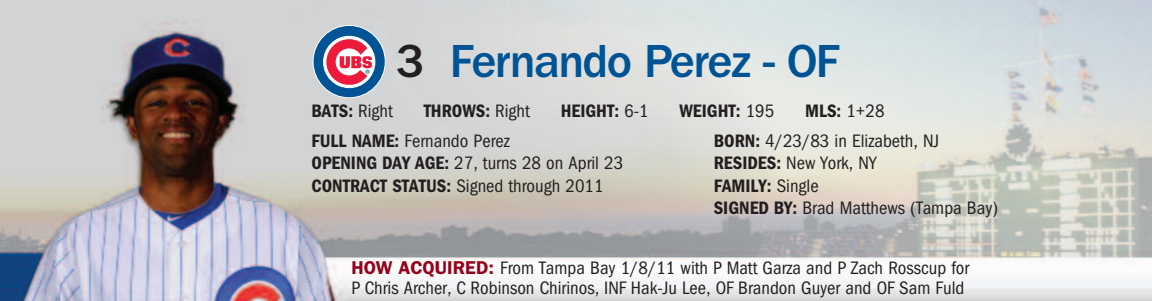 C
CUBS 3 Fernando Perez - OF
BATS: Right THROWS: Right HEIGHT: 6-1 WEIGHT: 195 MLS: 1+28
FULL NAME: Fernando Perez
OPENING DAY AGE: 27, turns 28 on April 23
CONTRACT STATUS: Signed through 2011
BORN: 4/23/83 in Elizabeth, NJ
RESIDES: New York, NY
FAMILY: Single
SIGNED BY: Brad Matthews (Tampa Bay)
HOW ACQUIRED: From Tampa Bay 1/8/11 with P Matt Garza and P Zach Rosscup for
P Chris Archer, C Robinson Chirinos, INF Hak-Ju Lee, OF Brandon Guyer and OF Sam Fuld